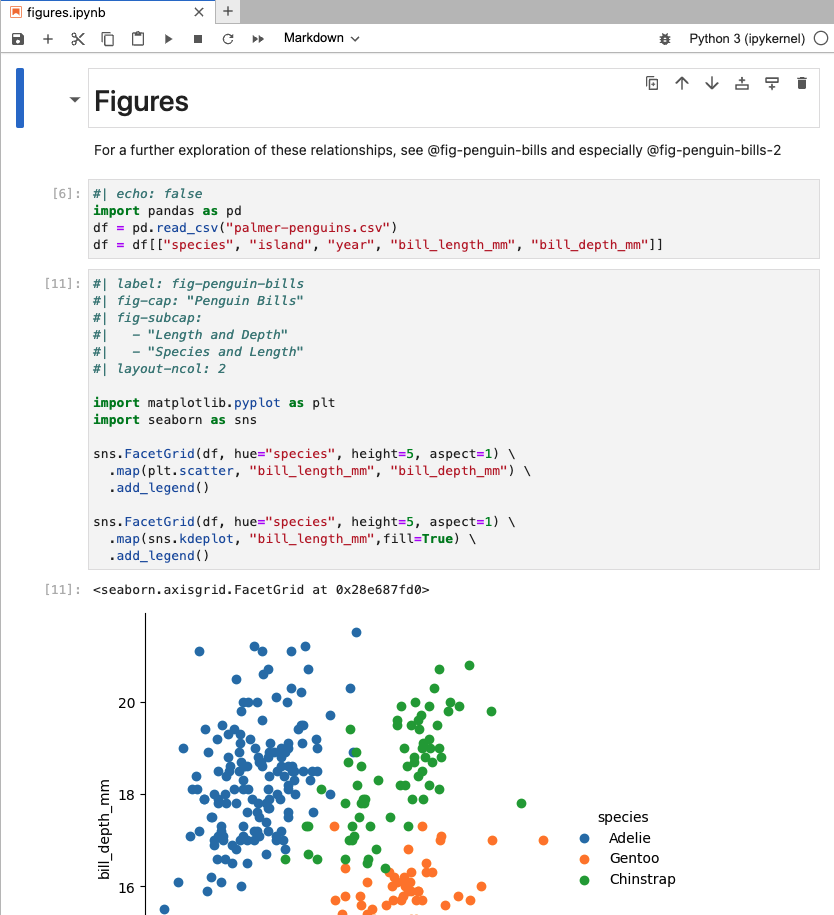 figures.ipynb
Markdown
Python 3 (ipykernel)
Figures
For a further exploration of these relationships, see @fig-penguin-bills and especially @fig-penguin-bills-2
[6]:
#| echo: false
import pandas as pd
df = pd.read_csv("palmer-penguins.csv")
df = df[["species", "island", "year", "bill_length_mm", "bill_depth_mm"]]
[11]:
#| label: fig-penguin-bills
#| fig-cap: "Penguin Bills"
#| fig-subcap:
#|   - "Length and Depth"
#|   - "Species and Length"
#| layout-ncol: 2
import matplotlib.pyplot as plt
import seaborn as sns
sns.FacetGrid(df, hue="species", height=5, aspect=1) \
  .map(plt.scatter, "bill_length_mm", "bill_depth_mm") \
  .add_legend()
sns.FacetGrid(df, hue="species", height=5, aspect=1) \
  .map(sns.kdeplot, "bill_length_mm",fill=True) \
  .add_legend()
[11]:
<seaborn.axisgrid.FacetGrid at 0x28e687fd0>
20
18
16
bill_depth_mm
species
Adelie
Gentoo
Chinstrap